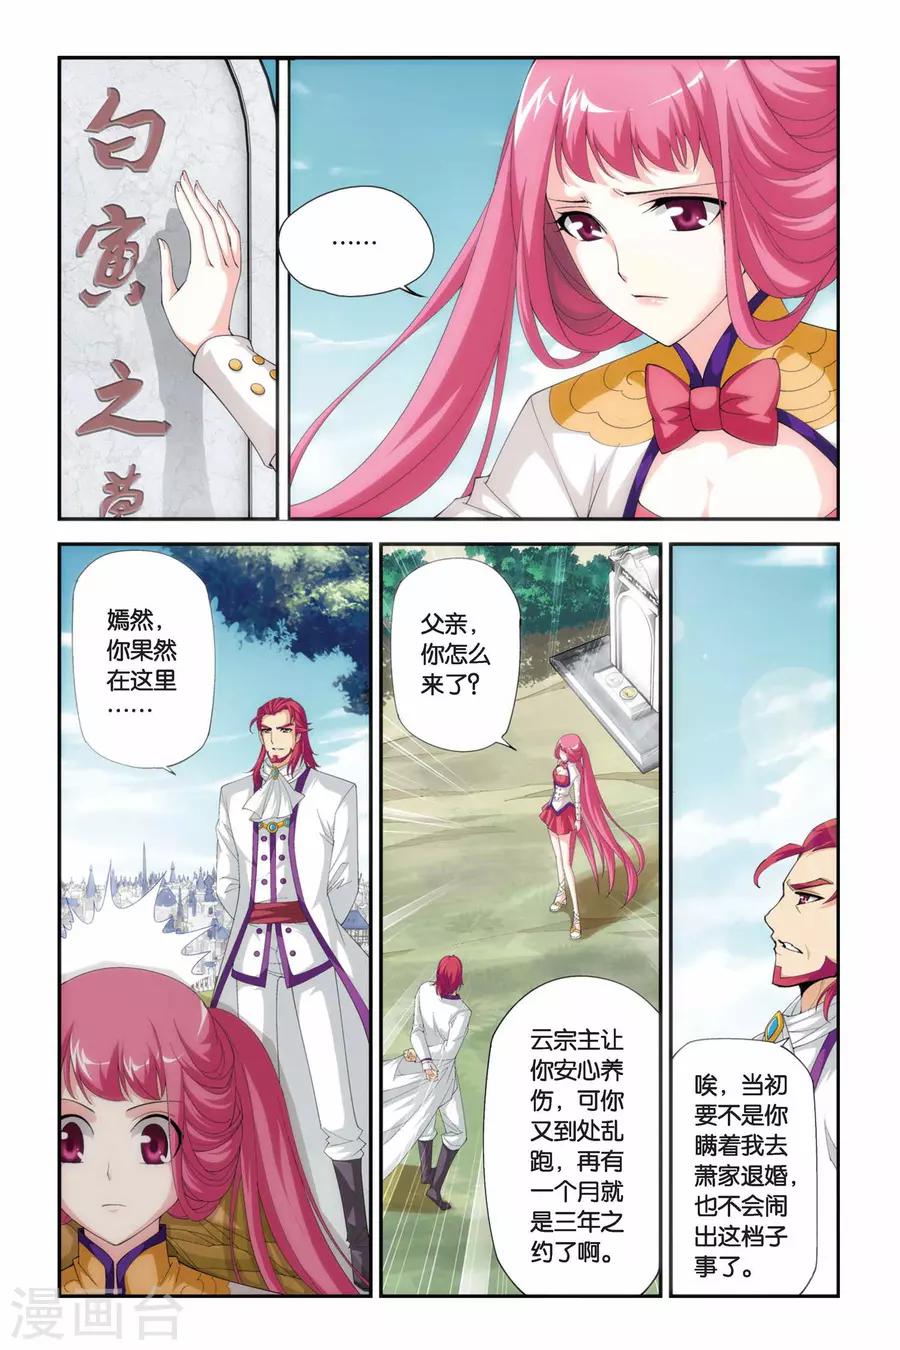 白
寅
之
墓
……
嫣然，
你果然
在这里
……
父亲，
你怎么
来了？
云宗主让
你安心养
伤，可你
又到处乱
跑，再有
一个月就
是三年之
约了啊。
唉，当初
要不是你
瞒着我去
萧家退婚，
也不会闹
出这档子
事了。
漫画台